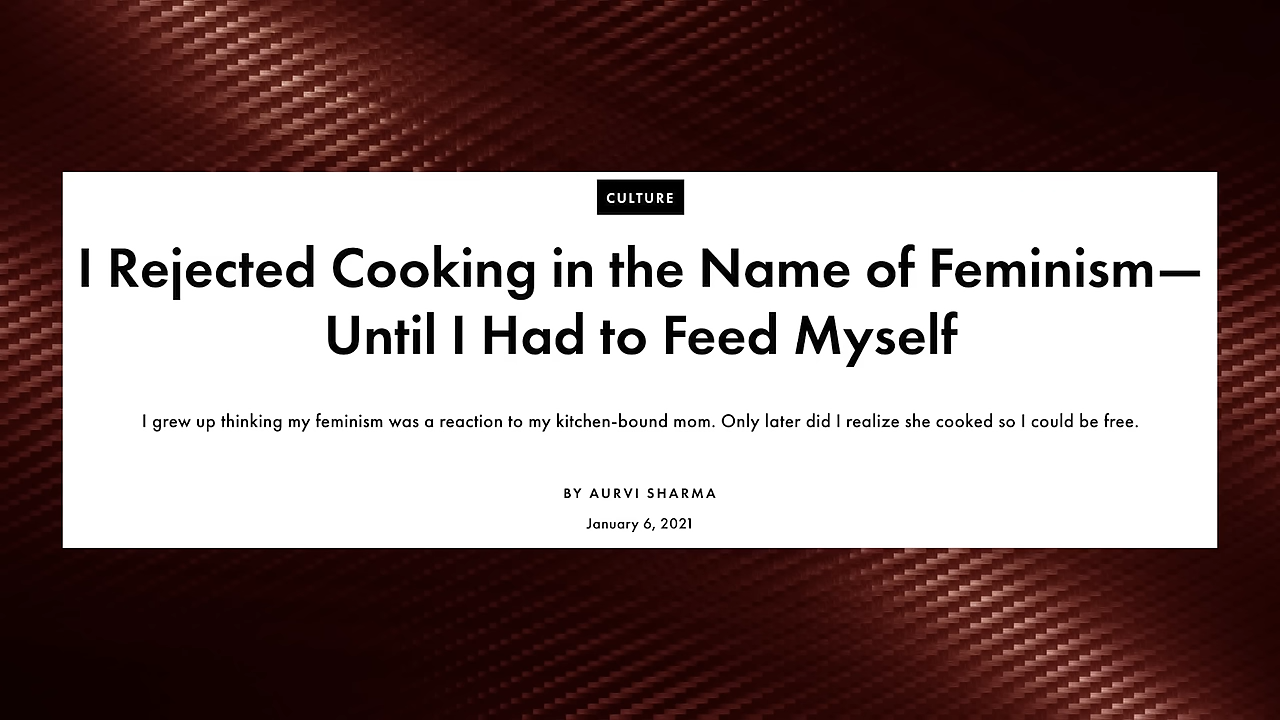 CULTURE
I Rejected Cooking in the Name of Feminism—
Until I Had to Feed Myself
I grew up thinking my feminism was a reaction to my kitchen-bound mom. Only later did I realize she cooked so I could be free.
BY AURVI SHARMA
January 6, 2021